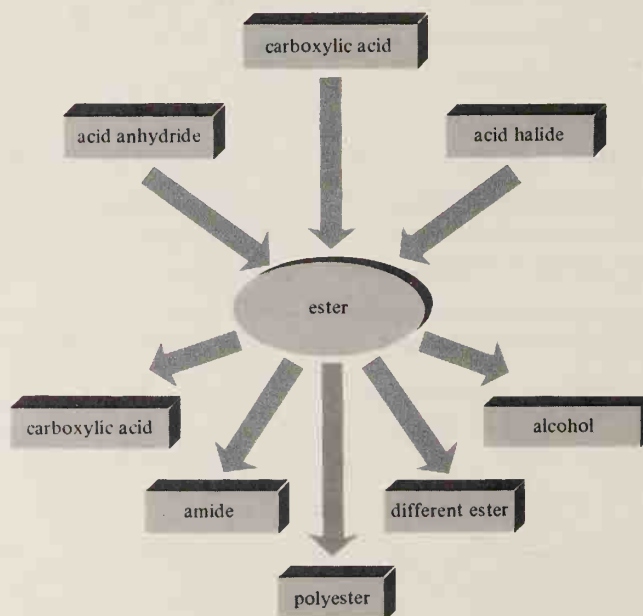 carboxylic acid
acid anhydride
acid halide
ester
carboxylic acid
alcohol
amide
different ester
polyester